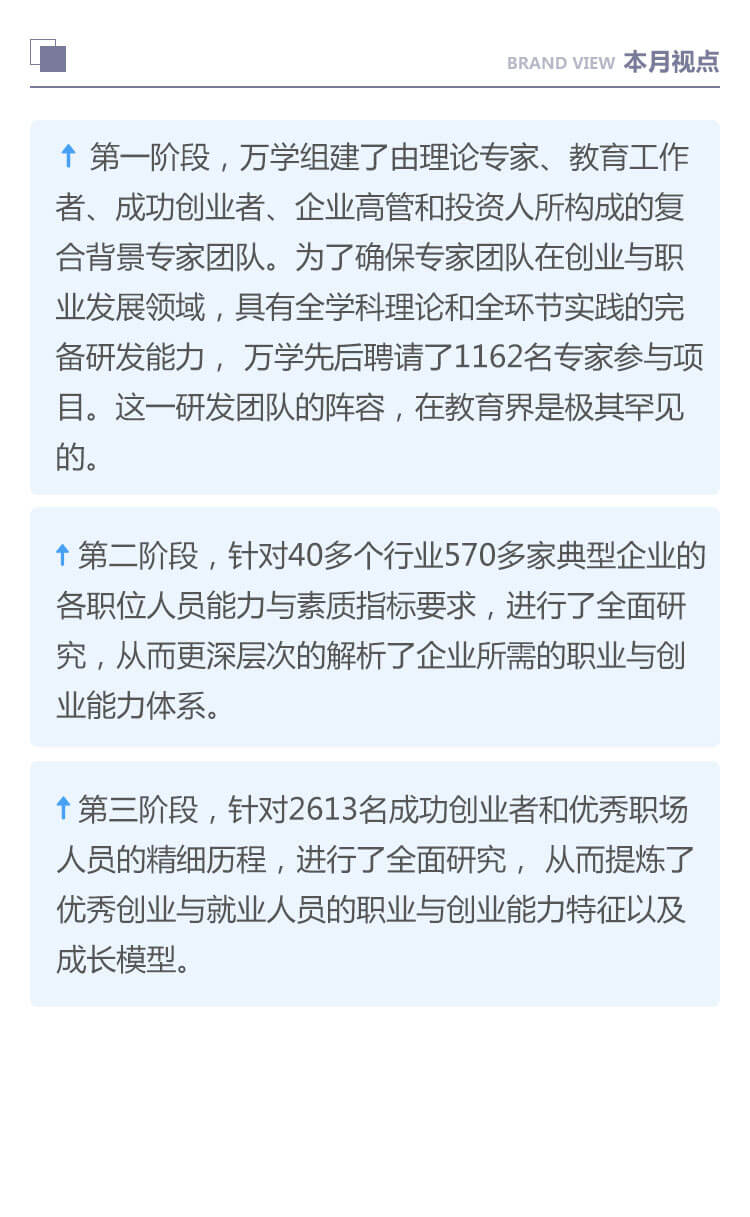 BRAND VIEW 本月视点
↑ 第一阶段，万学组建了由理论专家、教育工作
者、成功创业者、企业高管和投资人所构成的复
合背景专家团队。为了确保专家团队在创业与职
业发展领域，具有全学科理论和全环节实践的完
备研发能力， 万学先后聘请了1162名专家参与项
目。这一研发团队的阵容，在教育界是极其罕见
的。
↑ 第二阶段，针对40多个行业570多家典型企业的
各职位人员能力与素质指标要求，进行了全面研
究，从而更深层次的解析了企业所需的职业与创
业能力体系。
↑ 第三阶段，针对2613名成功创业者和优秀职场
人员的精细历程，进行了全面研究， 从而提炼了
优秀创业与就业人员的职业与创业能力特征以及
成长模型。